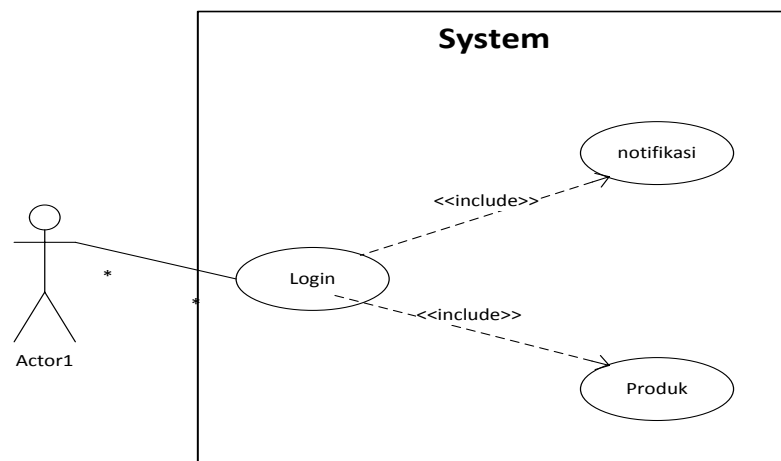 System
notifikasi
<<include>>
*
Login
*
<<include>>
Actor1
Produk